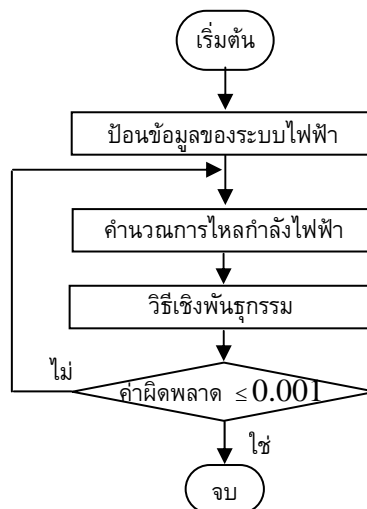 เริ่มต้น
ป้อนข้อมูลของระบบไฟฟ้า
คำนวณการไหลกำลังไฟฟ้า
วิธีเชิงพันธุกรรม
ไม่
ค่าผิดพลาด ≤ 0.001
ใช่
จบ